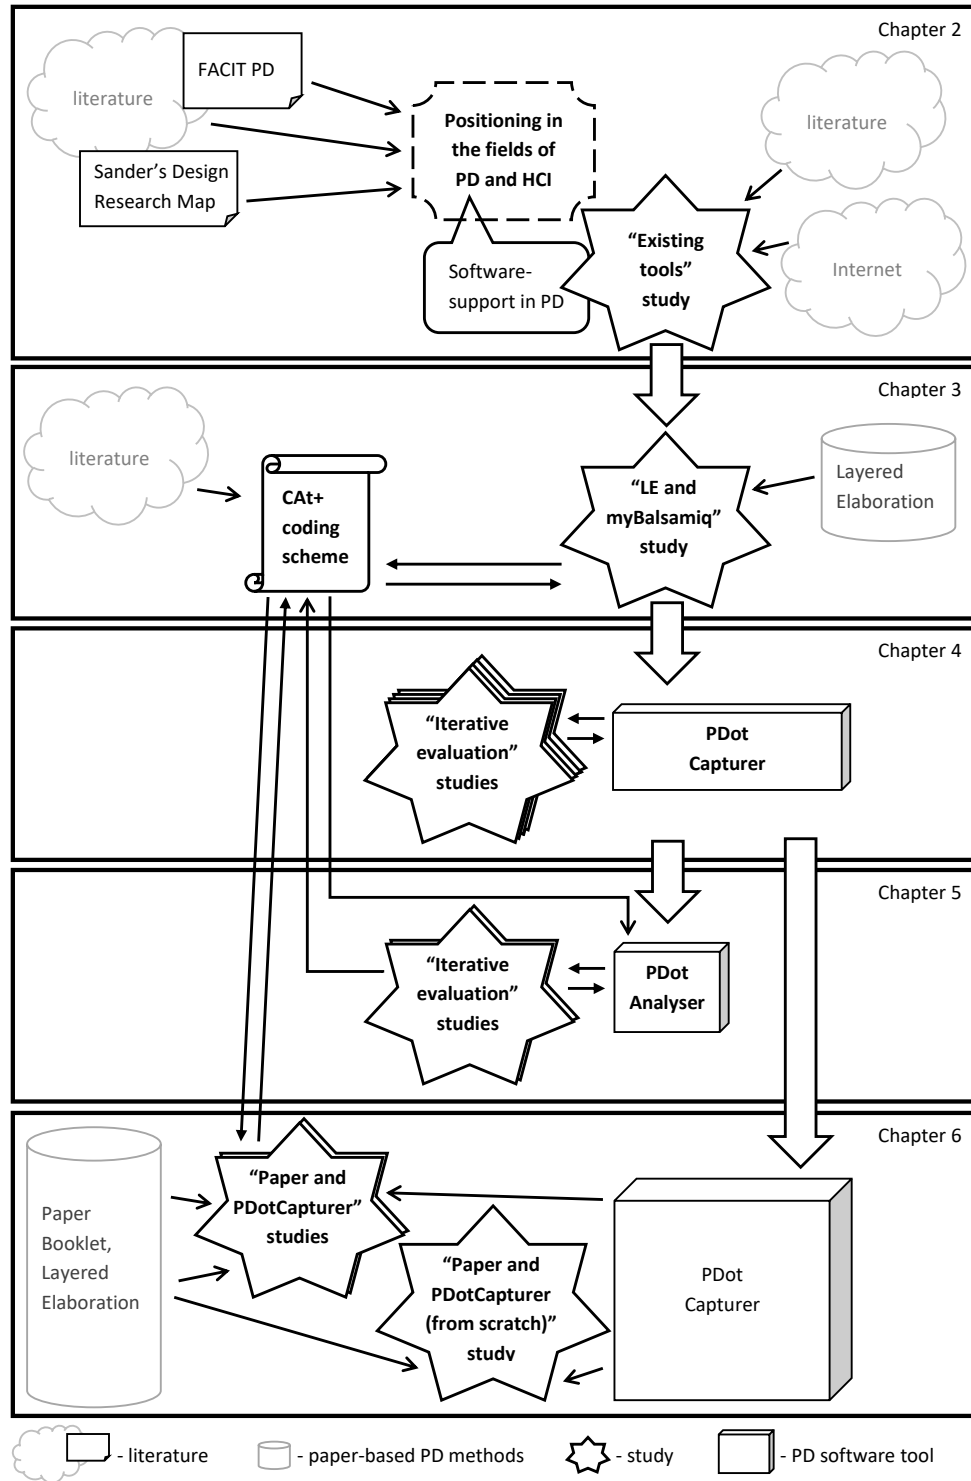 Chapter 2
FACIT PD
literature
Sander's Design
Research Map
Positioning in
the fields of
PD and HCI
Software-
support in PD
"Existing
tools"
study
literature
Internet
Chapter 3
literature
CAt+
coding
scheme
"LE and
myBalsamiq"
study
Layered
Elaboration
Chapter 4
"Iterative
evaluation"
studies
PDot
Capturer
Chapter 5
"Iterative
evaluation"
studies
PDot
Analyser
Chapter 6
Paper
Booklet,
Layered
Elaboration
"Paper and
PDotCapturer"
studies
"Paper and
PDotCapturer
(from scratch)"
study
PDot
Capturer
- literature
- paper-based PD methods
- study
- PD software tool